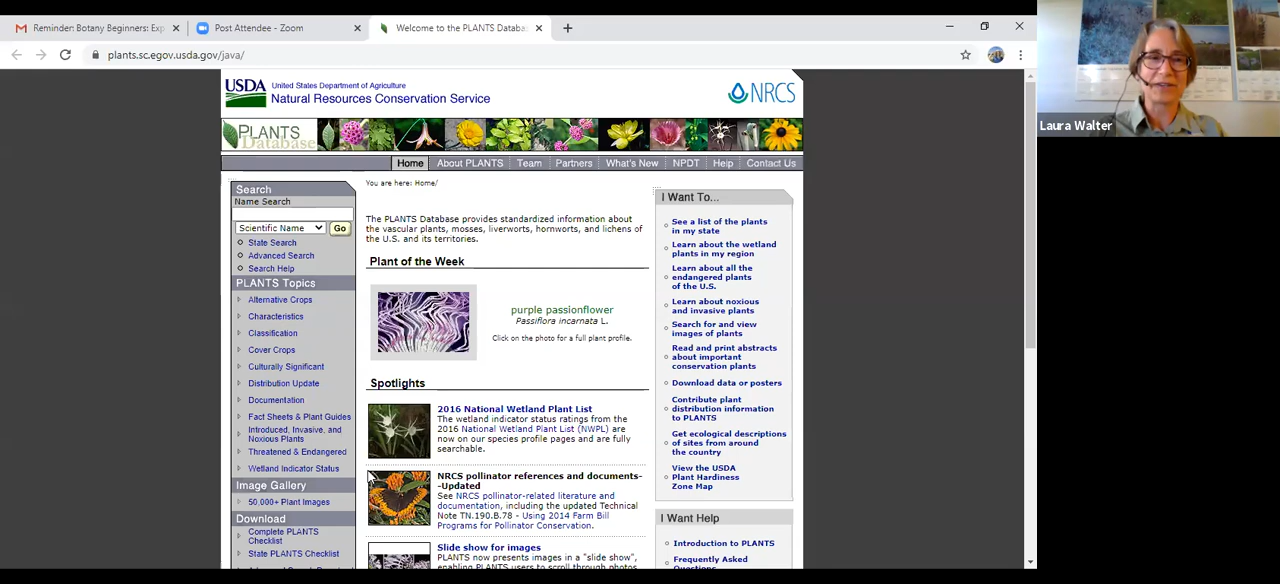 Reminder: Botany Beginners: Exp
Post Attendee - Zoom
Welcome to the PLANTS Databa
plants.sc.egov.usda.gov/java/
Laura Walter
USDA
United States Department of Agriculture
Natural Resources Conservation Service
NRCS
PLANTS
Database
Home
About PLANTS
Team
Partners
What's New
NPDT
Help
Contact Us
Search
Name Search
Scientific Name
Go
State Search
Advanced Search
Search Help
PLANTS Topics
Alternative Crops
Characteristics
Classification
Cover Crops
Culturally Significant
Distribution Update
Documentation
Fact Sheets & Plant Guides
Introduced, Invasive, and
Noxious Plants
Threatened & Endangered
Wetland Indicator Status
Image Gallery
50,000+ Plant Images
Download
Complete PLANTS
Checklist
State PLANTS Checklist
You are here: Home/
The PLANTS Database provides standardized information about
the vascular plants, mosses, liverworts, hornworts, and lichens of
the U.S. and its territories.
Plant of the Week
purple passionflower
Passiflora incarnata L.
Click on the photo for a full plant profile.
Spotlights
2016 National Wetland Plant List
The wetland indicator status ratings from the
2016 National Wetland Plant List (NWPL) are
now on our species profile pages and are fully
searchable.
NRCS pollinator references and documents-
-Updated
See NRCS pollinator-related literature and
documentation, including the updated Technical
Note TN.190.B.78 - Using 2014 Farm Bill
Programs for Pollinator Conservation.
Slide show for images
PLANTS now presents images in a "slide show",
enabling PLANTS users to scroll through photos
I Want To...
See a list of the plants
in my state
Learn about the wetland
plants in my region
Learn about all the
endangered plants
of the U.S.
Learn about noxious
and invasive plants
Search for and view
images of plants
Read and print abstracts
about important
conservation plants
Download data or posters
Contribute plant
distribution information
to PLANTS
Get ecological descriptions
of sites from around
the country
View the USDA
Plant Hardiness
Zone Map
I Want Help
Introduction to PLANTS
Frequently Asked
Questions